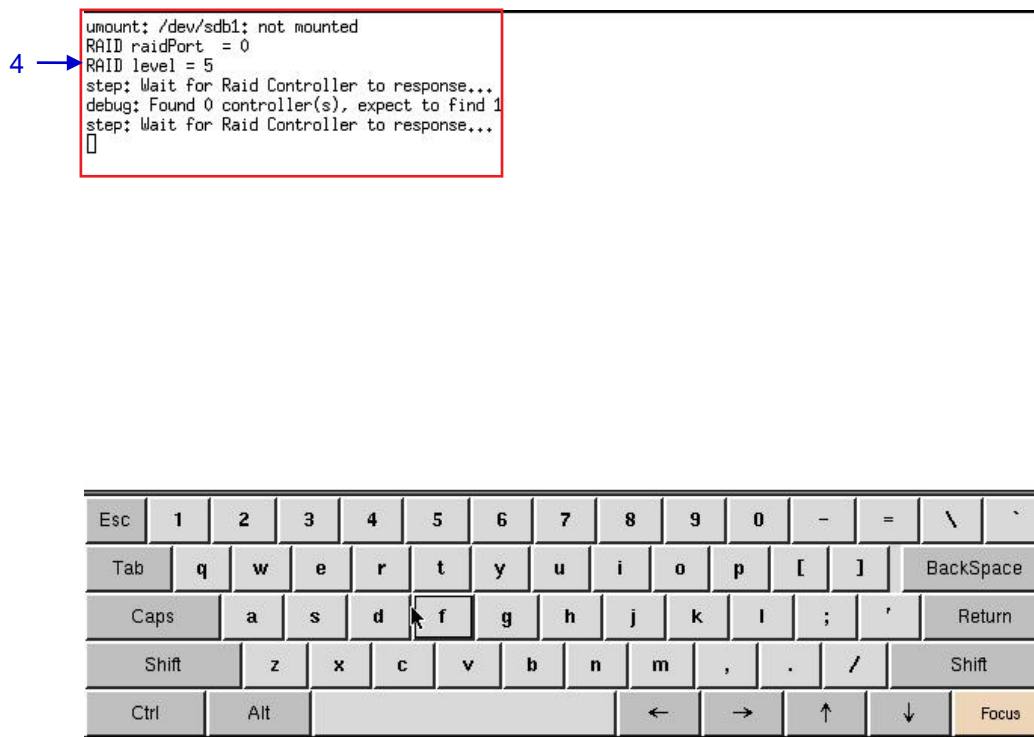 umount: /dev/sdb1: not mounted
RAID raidPort  = 0
4
RAID level = 5
step: Wait for Raid Controller to response...
debug: Found 0 controller(s), expect to find 1
step: Wait for Raid Controller to response...
Esc 1 2 3 4 5 6 7 8 9 0 - = \ `
Tab q w e r t y u i o p [ ] BackSpace
Caps a s d f g h j k l ; ' Return
Shift z x c v b n m , . / Shift
Ctrl Alt ← → ↑ ↓ Focus